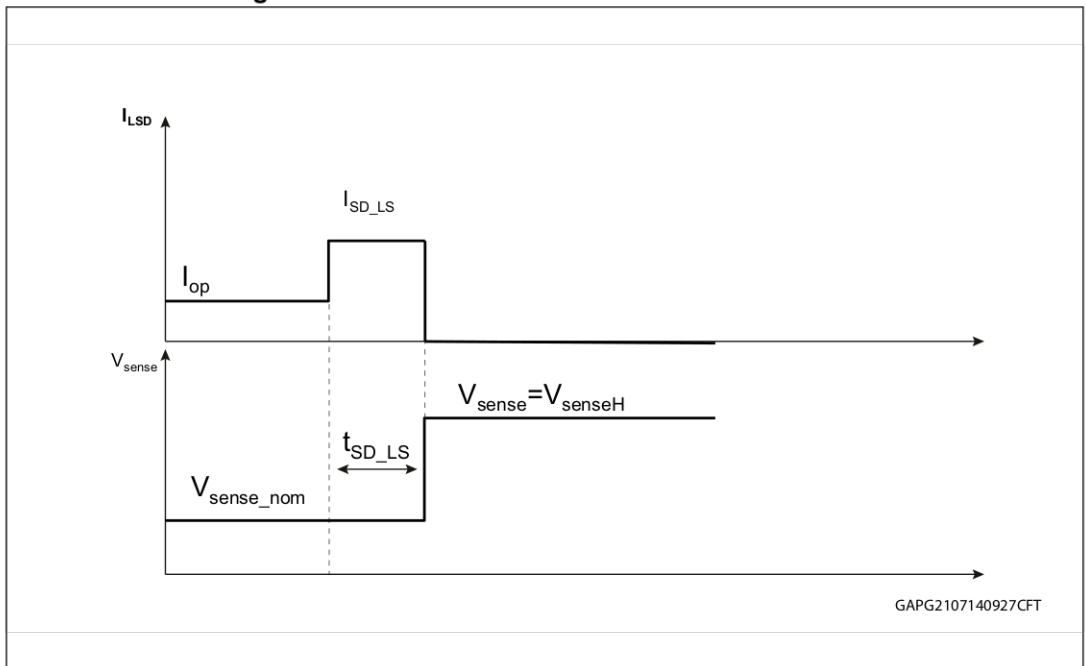 I_LSD
I_SD_LS
I_op
V_sense
V_sense=V_senseH
t_SD_LS
V_sense_nom
GAPG2107140927CFT